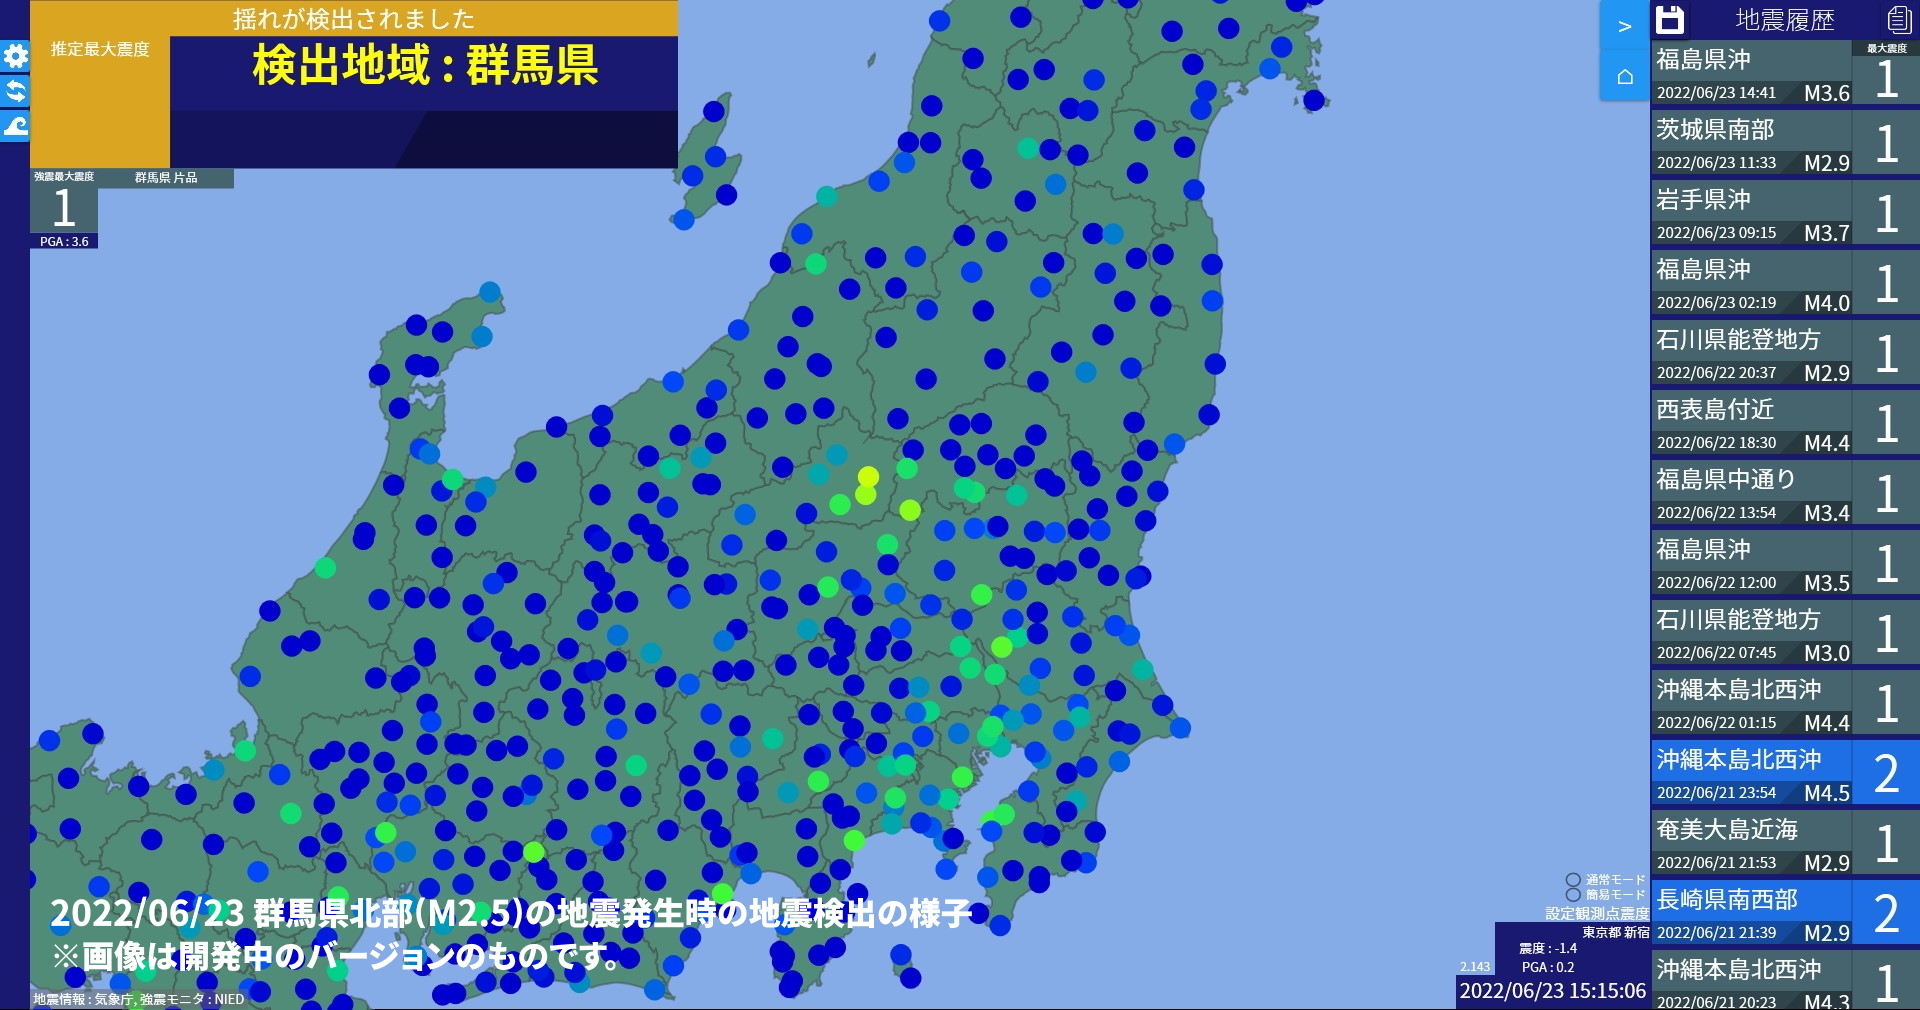 揺れが検出されました
推定最大震度
検出地域 : 群馬県
強震最大震度
群馬県 片品
1
PGA : 3.6
>
地震履歴
最大震度
福島県沖
2022/06/23 14:41 M3.6
1
茨城県南部
2022/06/23 11:33 M2.9
1
岩手県沖
2022/06/23 09:15 M3.7
1
福島県沖
2022/06/23 02:19 M4.0
1
石川県能登地方
2022/06/22 20:37 M2.9
1
西表島付近
2022/06/22 18:30 M4.4
1
福島県中通り
2022/06/22 13:54 M3.4
1
福島県沖
2022/06/22 12:00 M3.5
1
石川県能登地方
2022/06/22 07:45 M3.0
1
沖縄本島北西沖
2022/06/22 01:15 M4.4
1
沖縄本島北西沖
2022/06/21 23:54 M4.5
2
奄美大島近海
2022/06/21 21:53 M2.9
1
長崎県南西部
2022/06/21 21:39 M2.9
2
沖縄本島北西沖
2022/06/21 20:23 M4.3
1
通常モード
簡易モード
設定観測点震度
東京都 新宿
震度 : -1.4
2.143
PGA : 0.2
2022/06/23 15:15:06
2022/06/23 群馬県北部(M2.5)の地震発生時の地震検出の様子
※画像は開発中のバージョンのものです。
地震情報 : 気象庁, 強震モニタ : NIED